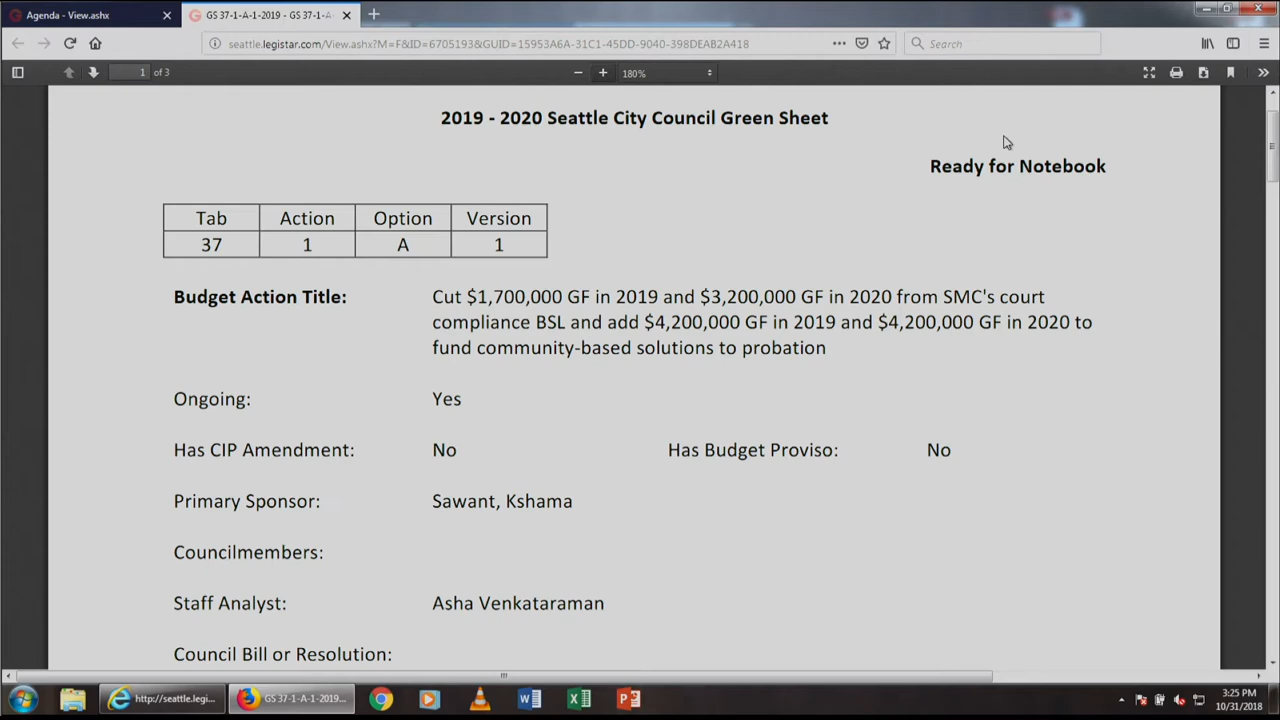 Agenda - View.ashx
GS 37-1-A-1-2019 - GS 37-1-A-
seattle.legistar.com/View.ashx?M=F&ID=6705193&GUID=15953A6A-31C1-45DD-9040-398DEAB2A418
Search
1 of 3
180%
2019 - 2020 Seattle City Council Green Sheet
Ready for Notebook
Tab Action Option Version
37 1 A 1
Budget Action Title: Cut $1,700,000 GF in 2019 and $3,200,000 GF in 2020 from SMC's court
compliance BSL and add $4,200,000 GF in 2019 and $4,200,000 GF in 2020 to
fund community-based solutions to probation
Ongoing: Yes
Has CIP Amendment: No Has Budget Proviso: No
Primary Sponsor: Sawant, Kshama
Councilmembers:
Staff Analyst: Asha Venkataraman
Council Bill or Resolution:
http://seattle.legi...
GS 37-1-A-1-2019...
3:25 PM
10/31/2018